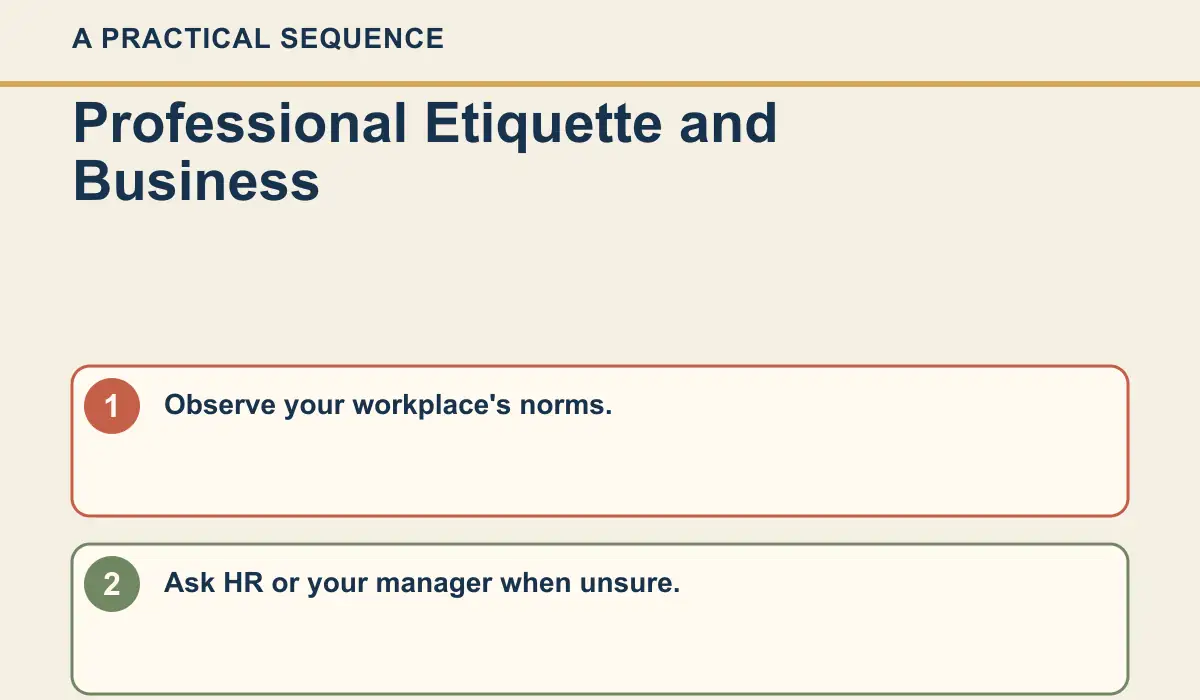 A PRACTICAL SEQUENCE
Professional Etiquette and
Business
1
Observe your workplace's norms.
2
Ask HR or your manager when unsure.